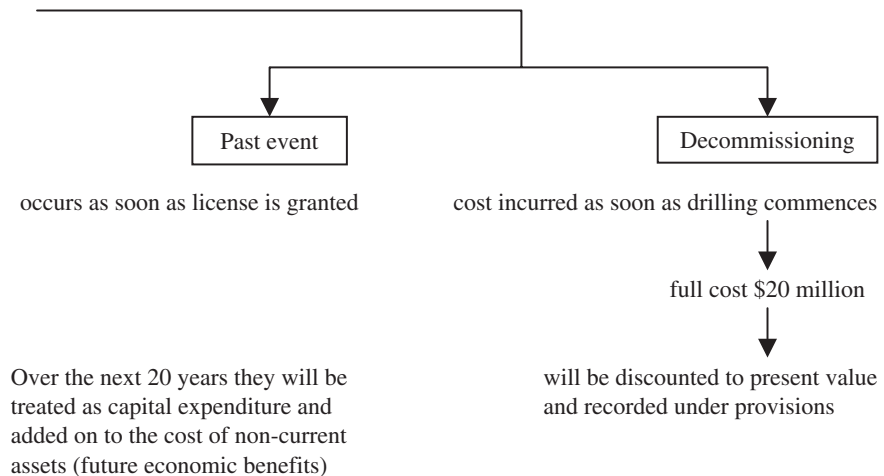 Past event
Decommissioning
occurs as soon as license is granted
cost incurred as soon as drilling commences
full cost $20 million
Over the next 20 years they will be
treated as capital expenditure and
added on to the cost of non-current
assets (future economic benefits)
will be discounted to present value
and recorded under provisions